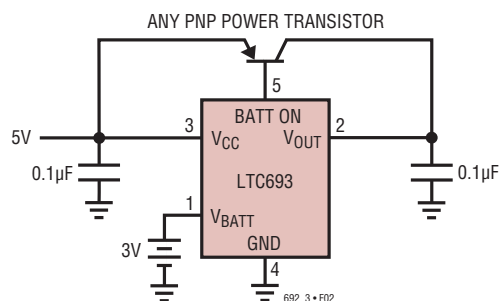 ANY PNP POWER TRANSISTOR
5
BATT ON
5V
3
VCC
VOUT
2
0.1µF
LTC693
0.1µF
1
VBATT
3V
GND
4
692_3 • F02